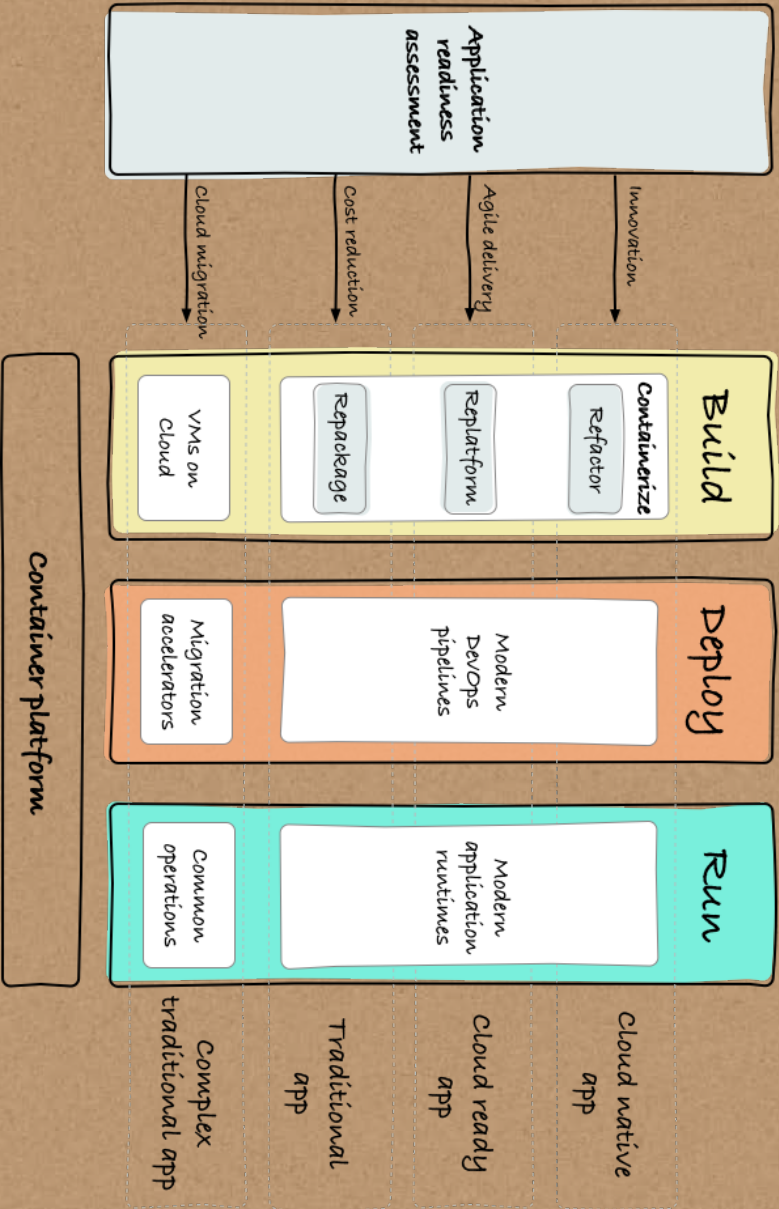 Application
readiness
assessment
Innovation
Agile delivery
Cost reduction
Cloud migration
Build
Containerize
Refactor
Replatform
Repackage
VMs on
Cloud
Deploy
Modern
DevOps
pipelines
Migration
accelerators
Run
Modern
application
runtimes
Common
operations
Cloud native
app
Cloud ready
app
Traditional
app
Complex
traditional app
Container platform